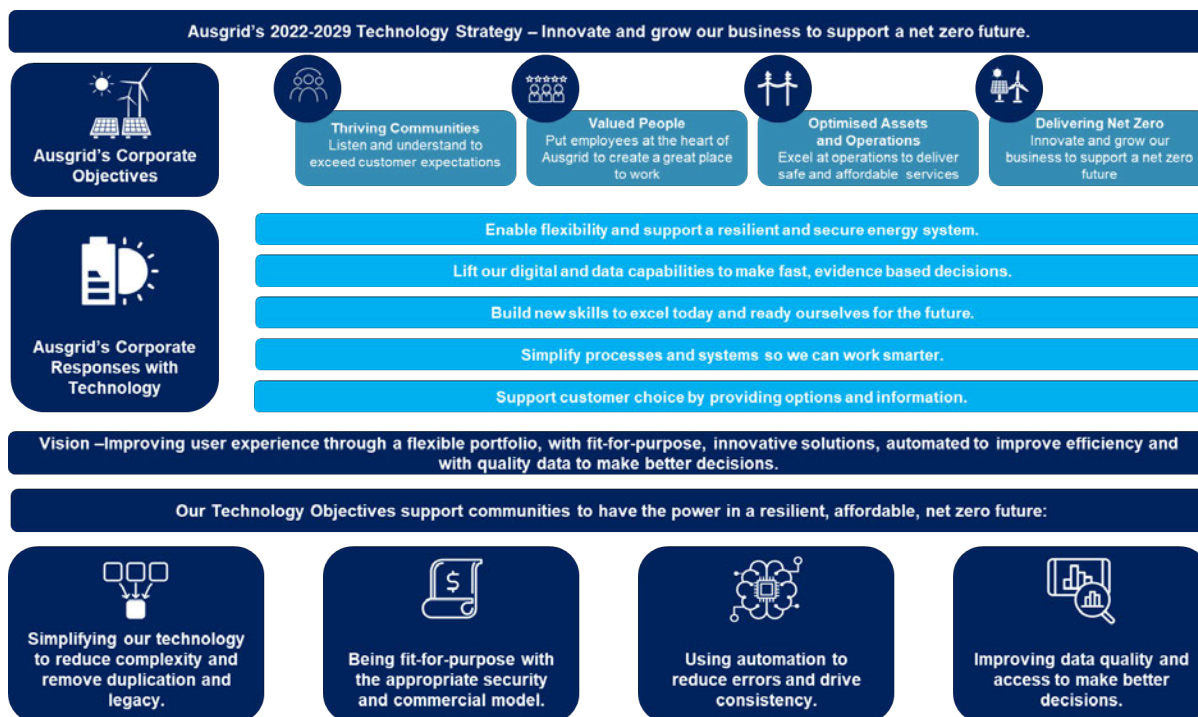 Ausgrid's 2022-2029 Technology Strategy – Innovate and grow our business to support a net zero future.
Ausgrid's Corporate
Objectives
Thriving Communities
Listen and understand to
exceed customer expectations
Valued People
Put employees at the heart of
Ausgrid to create a great place
to work
Optimised Assets
and Operations
Excel at operations to deliver
safe and affordable services
Delivering Net Zero
Innovate and grow our
business to support a net zero
future
Ausgrid's Corporate
Responses with
Technology
Enable flexibility and support a resilient and secure energy system.
Lift our digital and data capabilities to make fast, evidence based decisions.
Build new skills to excel today and ready ourselves for the future.
Simplify processes and systems so we can work smarter.
Support customer choice by providing options and information.
Vision –Improving user experience through a flexible portfolio, with fit-for-purpose, innovative solutions, automated to improve efficiency and
with quality data to make better decisions.
Our Technology Objectives support communities to have the power in a resilient, affordable, net zero future:
Simplifying our technology
to reduce complexity and
remove duplication and
legacy.
$
Being fit-for-purpose with
the appropriate security
and commercial model.
Using automation to
reduce errors and drive
consistency.
Improving data quality and
access to make better
decisions.